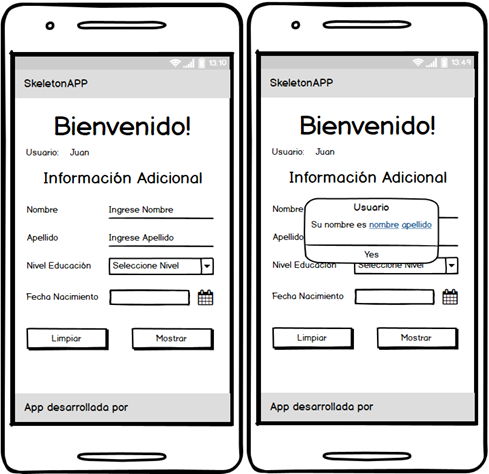 13:10
SkeletonAPP
Bienvenido!
Usuario: Juan
Información Adicional
Nombre Ingrese Nombre
Apellido Ingrese Apellido
Nivel Educación Seleccione Nivel
Fecha Nacimiento
Limpiar Mostrar
App desarrollada por
13:49
SkeletonAPP
Bienvenido!
Usuario: Juan
Información Adicional
Nombre
Usuario
Su nombre es nombre apellido
Apellido
Yes
Nivel Educación Seleccione Nivel
Fecha Nacimiento
Limpiar Mostrar
App desarrollada por